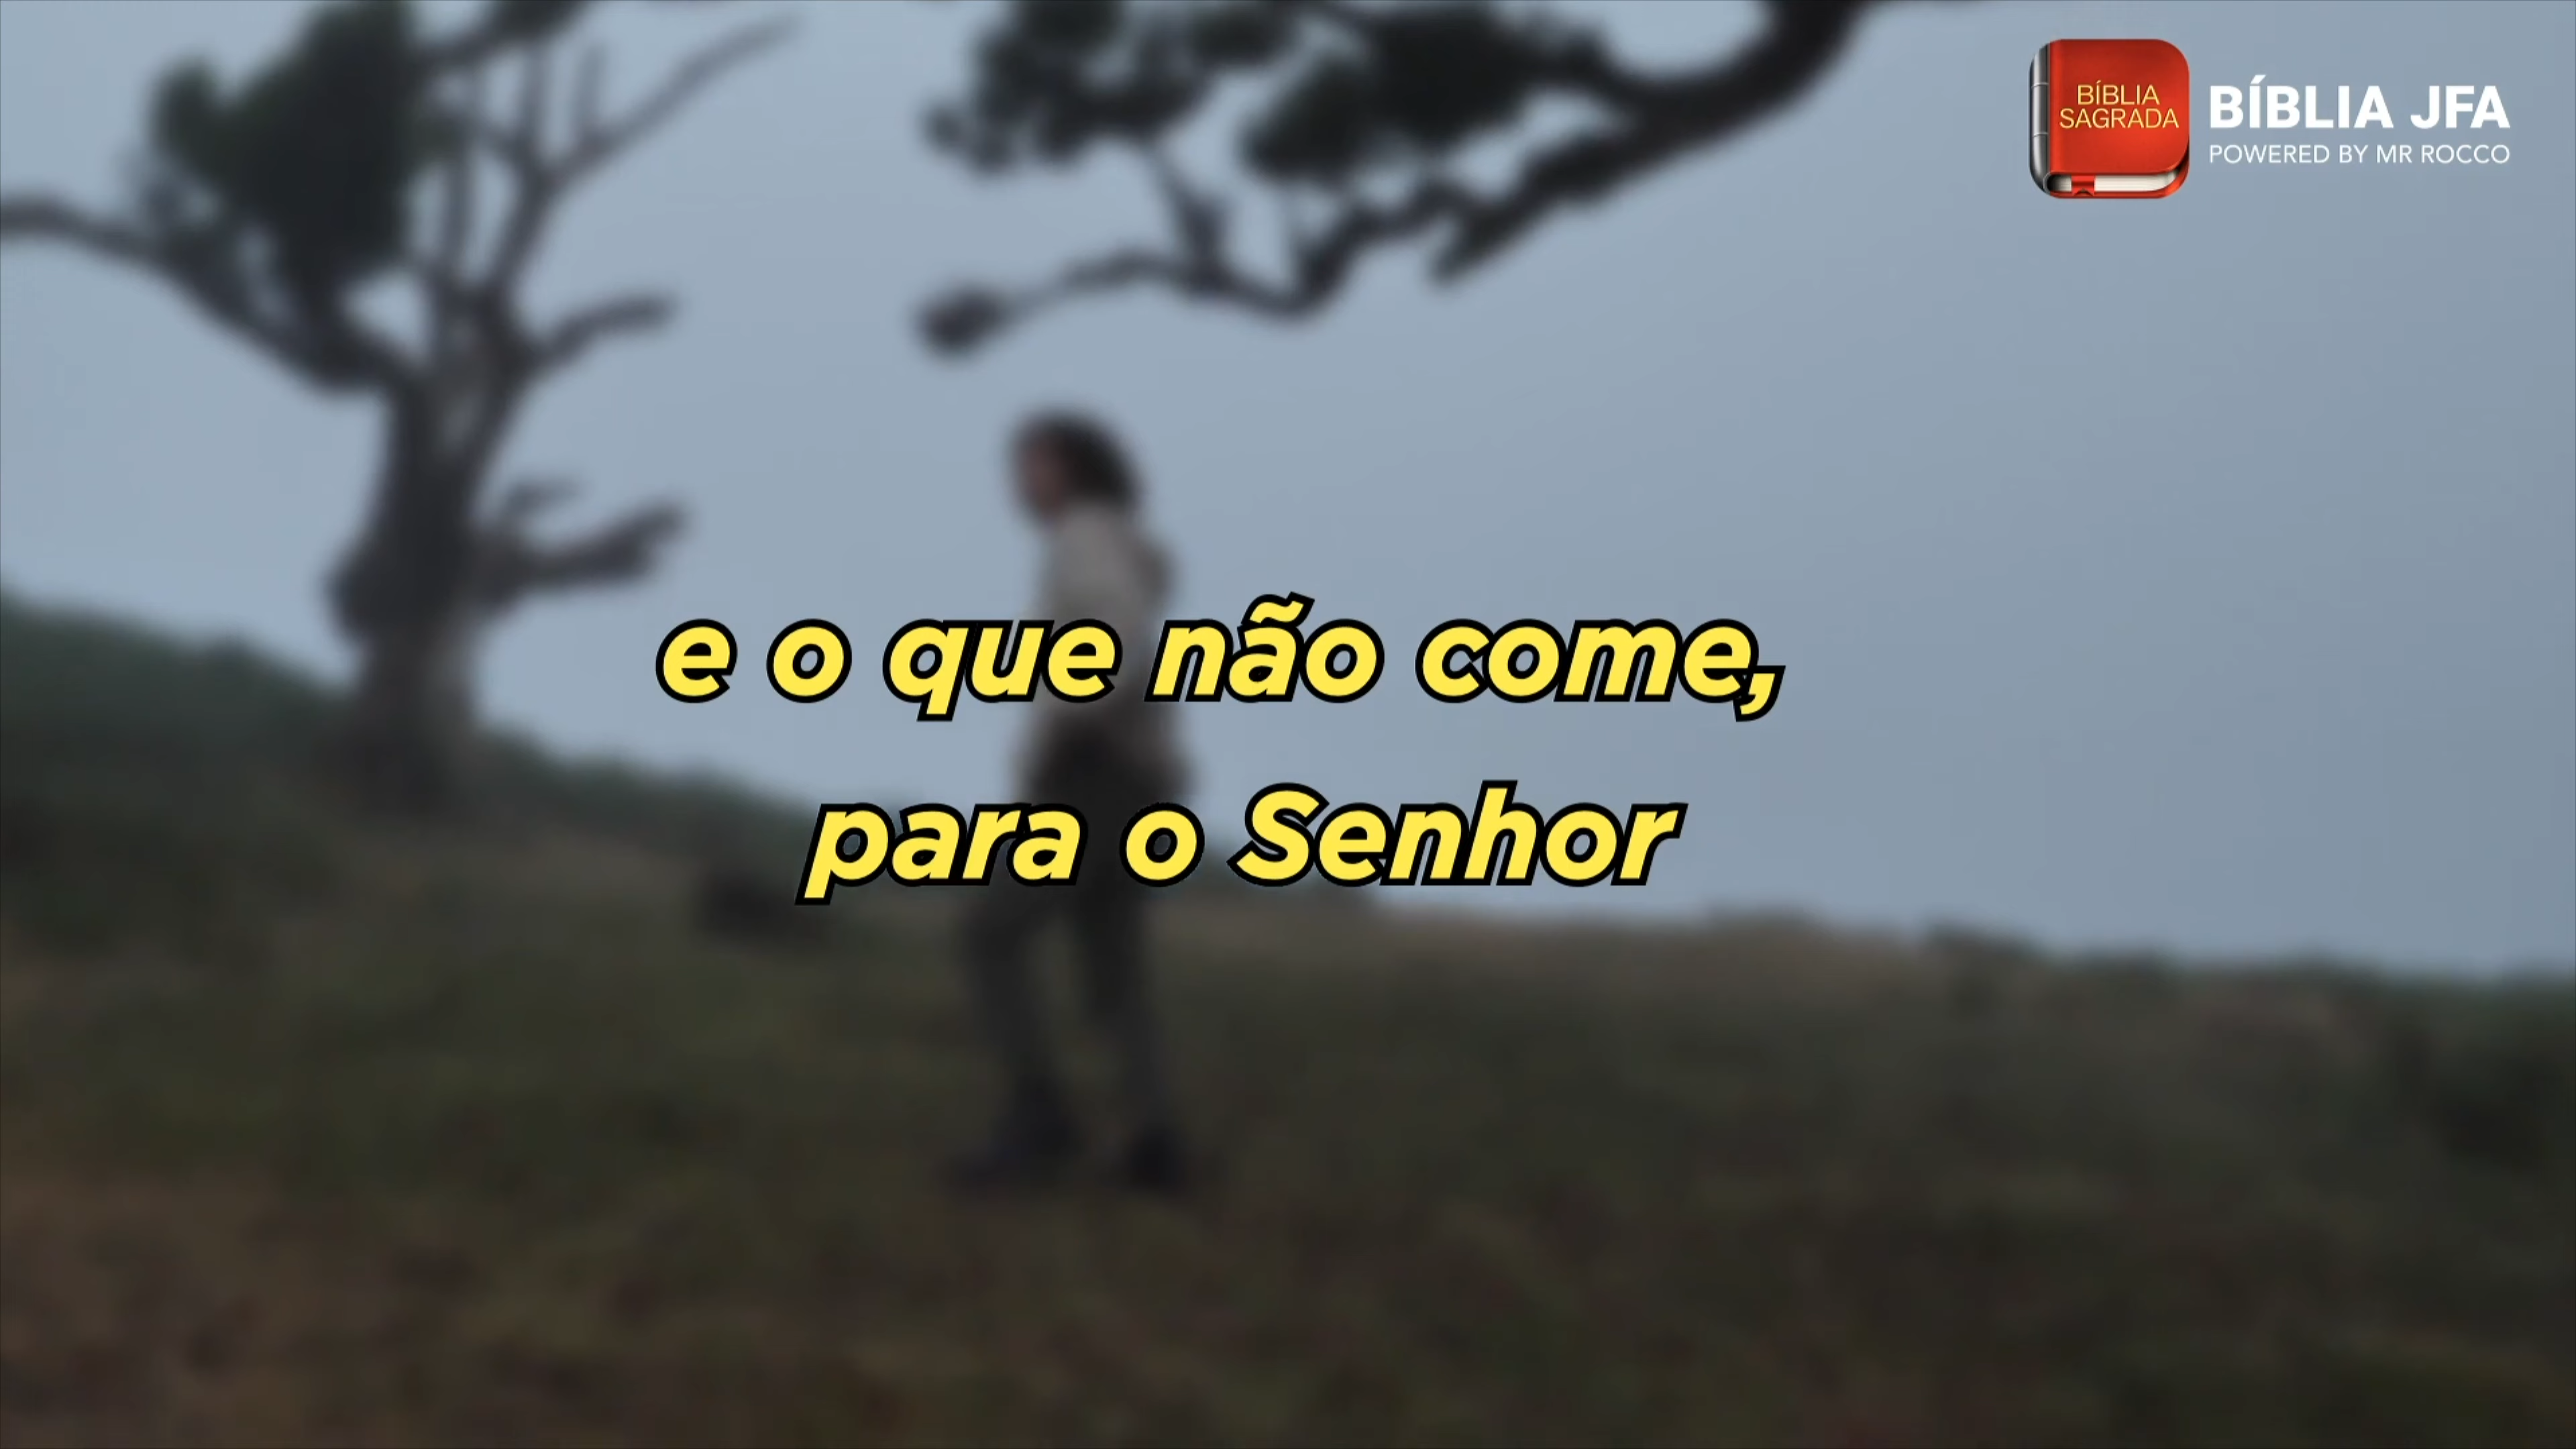 BÍBLIA
SAGRADA
BÍBLIA JFA
POWERED BY MR ROCCO
e o que não come,
para o Senhor